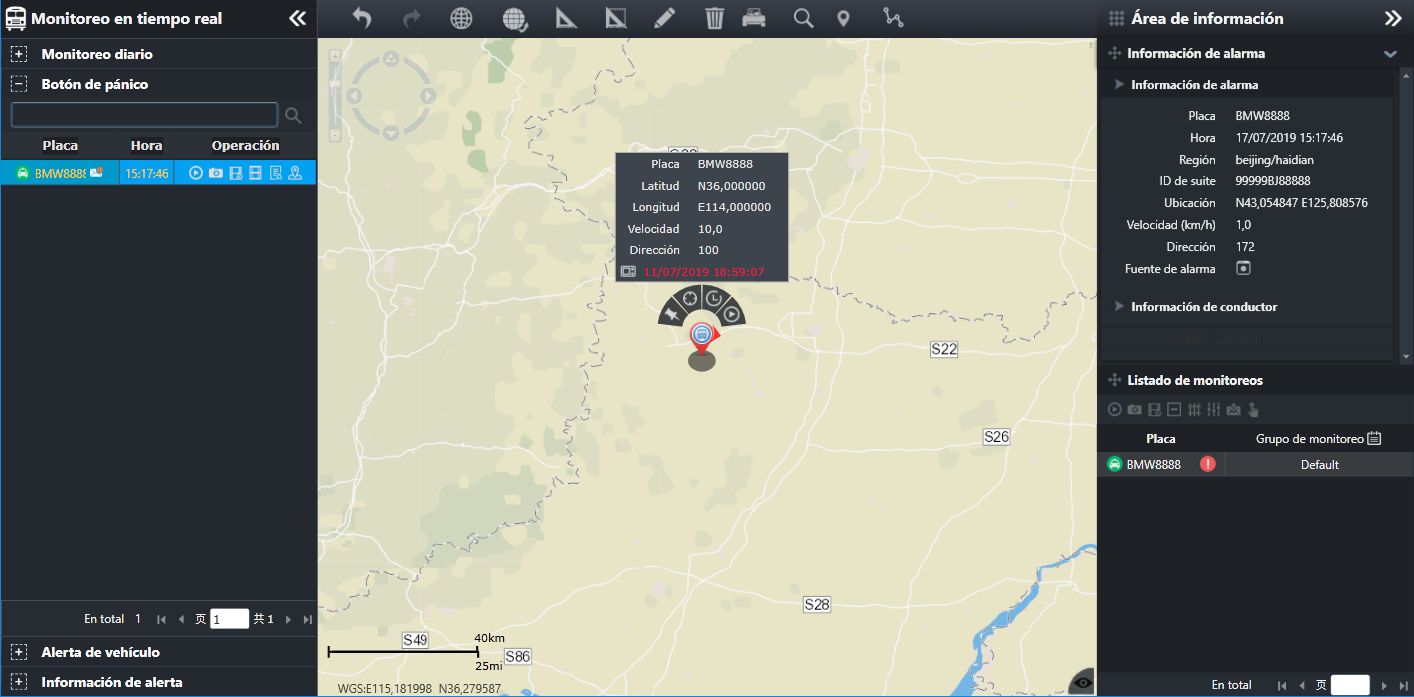 Monitoreo en tiempo real
Monitoreo diario
Botón de pánico
Placa Hora Operación
BMW8888 15:17:46
En total 1 页 1 共 1
Alerta de vehículo
Información de alerta
Placa BMW8888
Latitud N36,000000
Longitud E114,000000
Velocidad 10,0
Dirección 100
11/07/2019 18:59:07
S22
S26
S28
S49
S86
40km
25mi
WGS:E115,181998 N36,279587
Área de información
Información de alarma
Información de alarma
Placa BMW8888
Hora 17/07/2019 15:17:46
Región beijing/haidian
ID de suite 99999BJ88888
Ubicación N43,054847 E125,808576
Velocidad (km/h) 1,0
Dirección 172
Fuente de alarma
Información de conductor
Listado de monitoreos
Placa Grupo de monitoreo
BMW8888 Default
En total 页